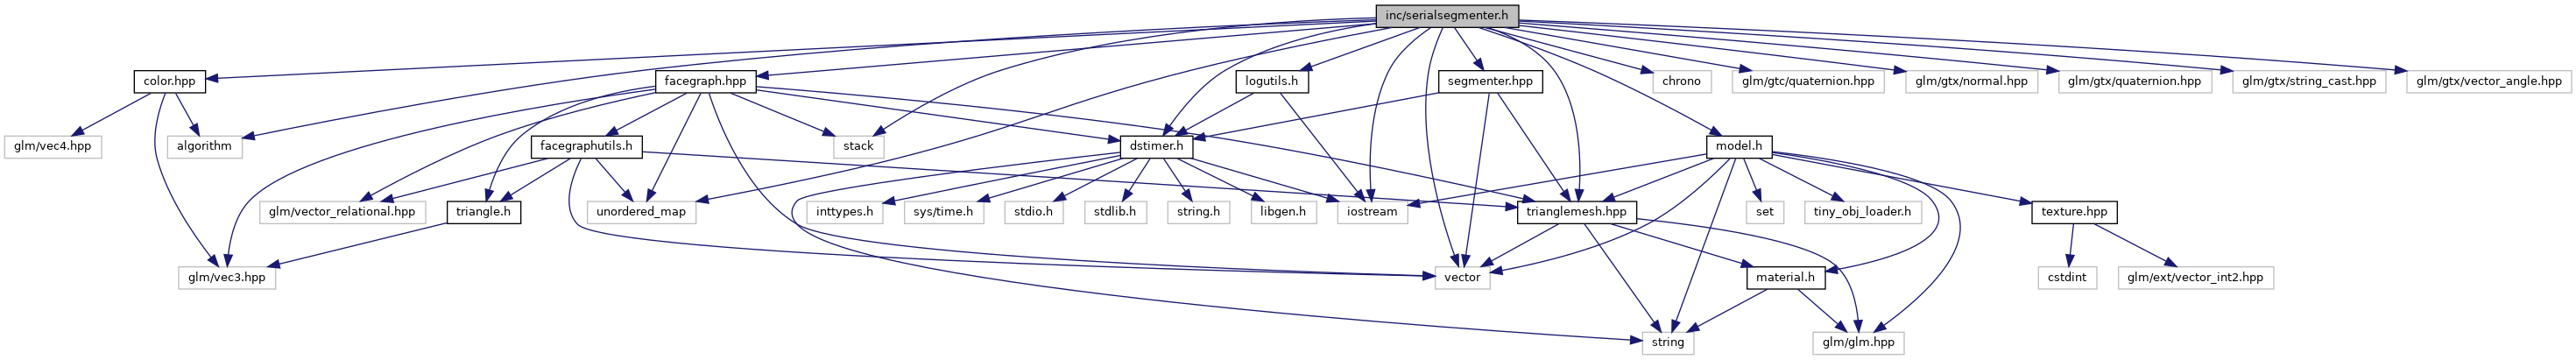 inc/serialsegmenter.h
color.hpp
facegraph.hpp
logutils.h
segmenter.hpp
chrono
glm/gtc/quaternion.hpp
glm/gtx/normal.hpp
glm/gtx/quaternion.hpp
glm/gtx/string_cast.hpp
glm/gtx/vector_angle.hpp
glm/vec4.hpp
algorithm
facegraphutils.h
stack
dstimer.h
model.h
glm/vector_relational.hpp
triangle.h
unordered_map
inttypes.h
sys/time.h
stdio.h
stdlib.h
string.h
libgen.h
iostream
trianglemesh.hpp
set
tiny_obj_loader.h
texture.hpp
glm/vec3.hpp
vector
material.h
cstdint
glm/ext/vector_int2.hpp
string
glm/glm.hpp